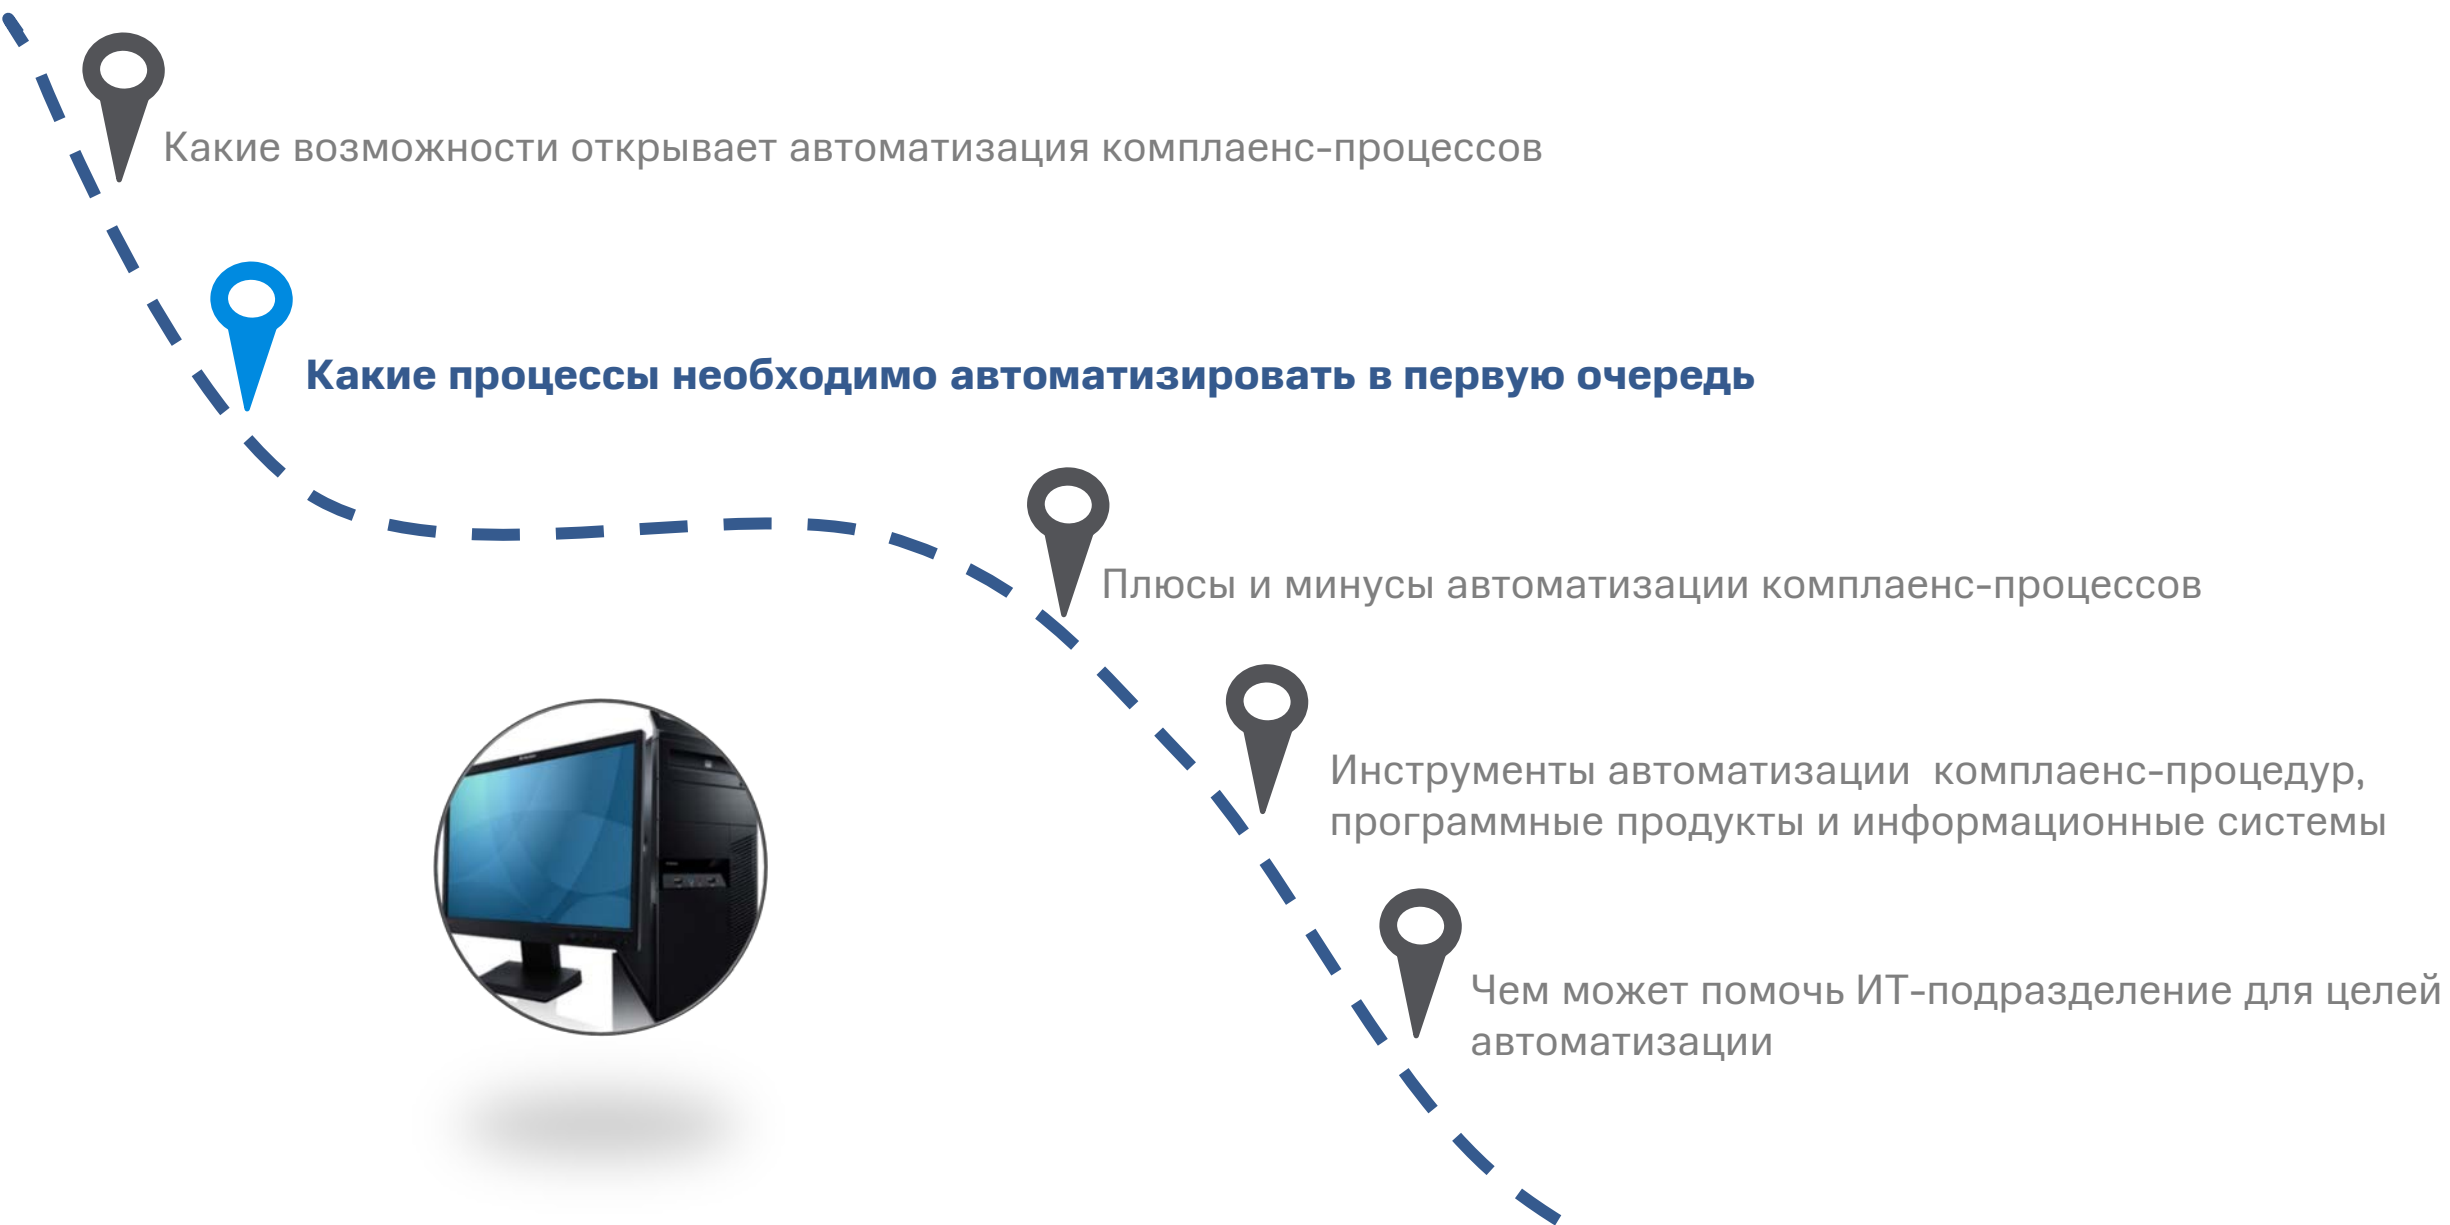 Какие возможности открывает автоматизация комплаенс-процессов
Какие процессы необходимо автоматизировать в первую очередь
Плюсы и минусы автоматизации комплаенс-процессов
Инструменты автоматизации комплаенс-процедур,
программные продукты и информационные системы
Чем может помочь ИТ-подразделение для целей
автоматизации